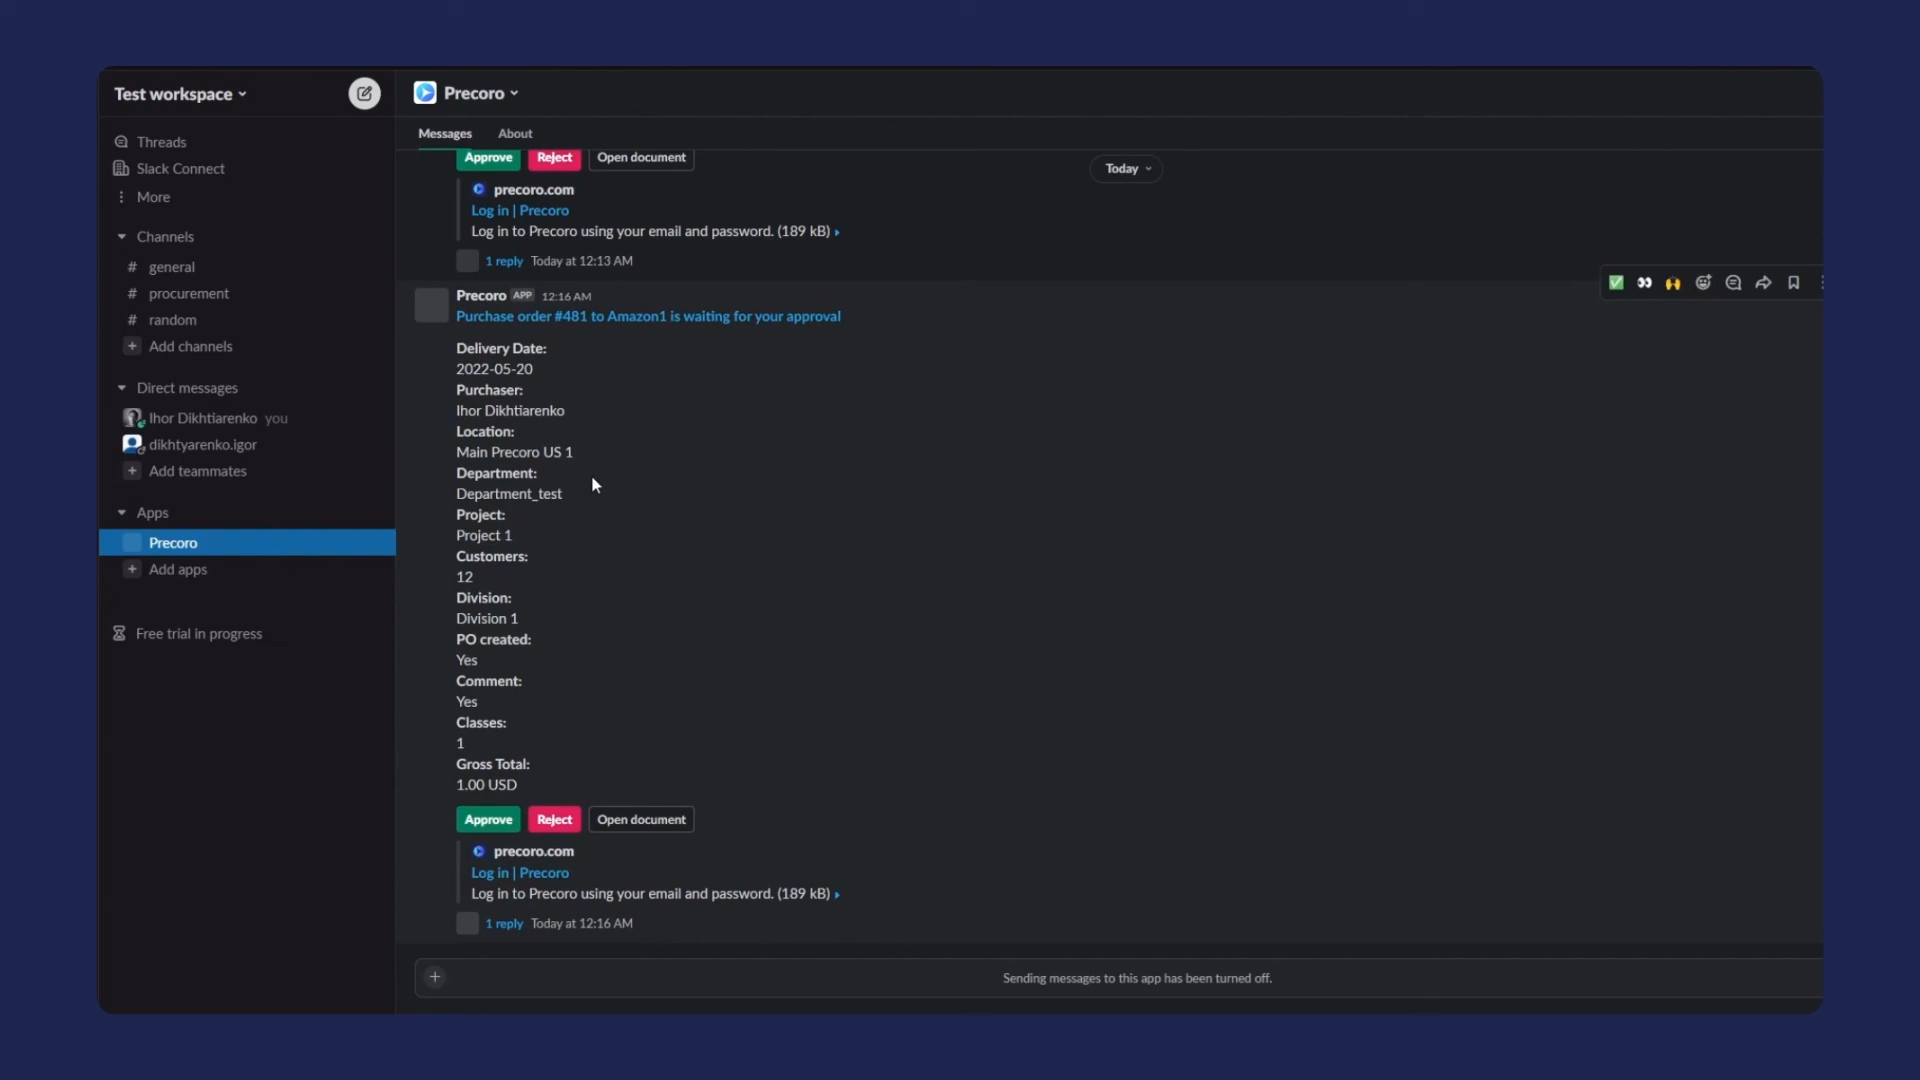 Test workspace
Threads
Slack Connect
More
Channels
# general
# procurement
# random
+ Add channels
Direct messages
Ihor Dikhtiarenko you
dikhtyarenko.igor
+ Add teammates
Apps
Precoro
+ Add apps
Free trial in progress
Precoro
Messages About
Today
Approve Reject Open document
precoro.com
Log in | Precoro
Log in to Precoro using your email and password. (189 kB)
1 reply Today at 12:13 AM
Precoro APP 12:16 AM
Purchase order #481 to Amazon1 is waiting for your approval
Delivery Date:
2022-05-20
Purchaser:
Ihor Dikhtiarenko
Location:
Main Precoro US 1
Department:
Department_test
Project:
Project 1
Customers:
12
Division:
Division 1
PO created:
Yes
Comment:
Yes
Classes:
1
Gross Total:
1.00 USD
Approve Reject Open document
precoro.com
Log in | Precoro
Log in to Precoro using your email and password. (189 kB)
1 reply Today at 12:16 AM
+ Sending messages to this app has been turned off.